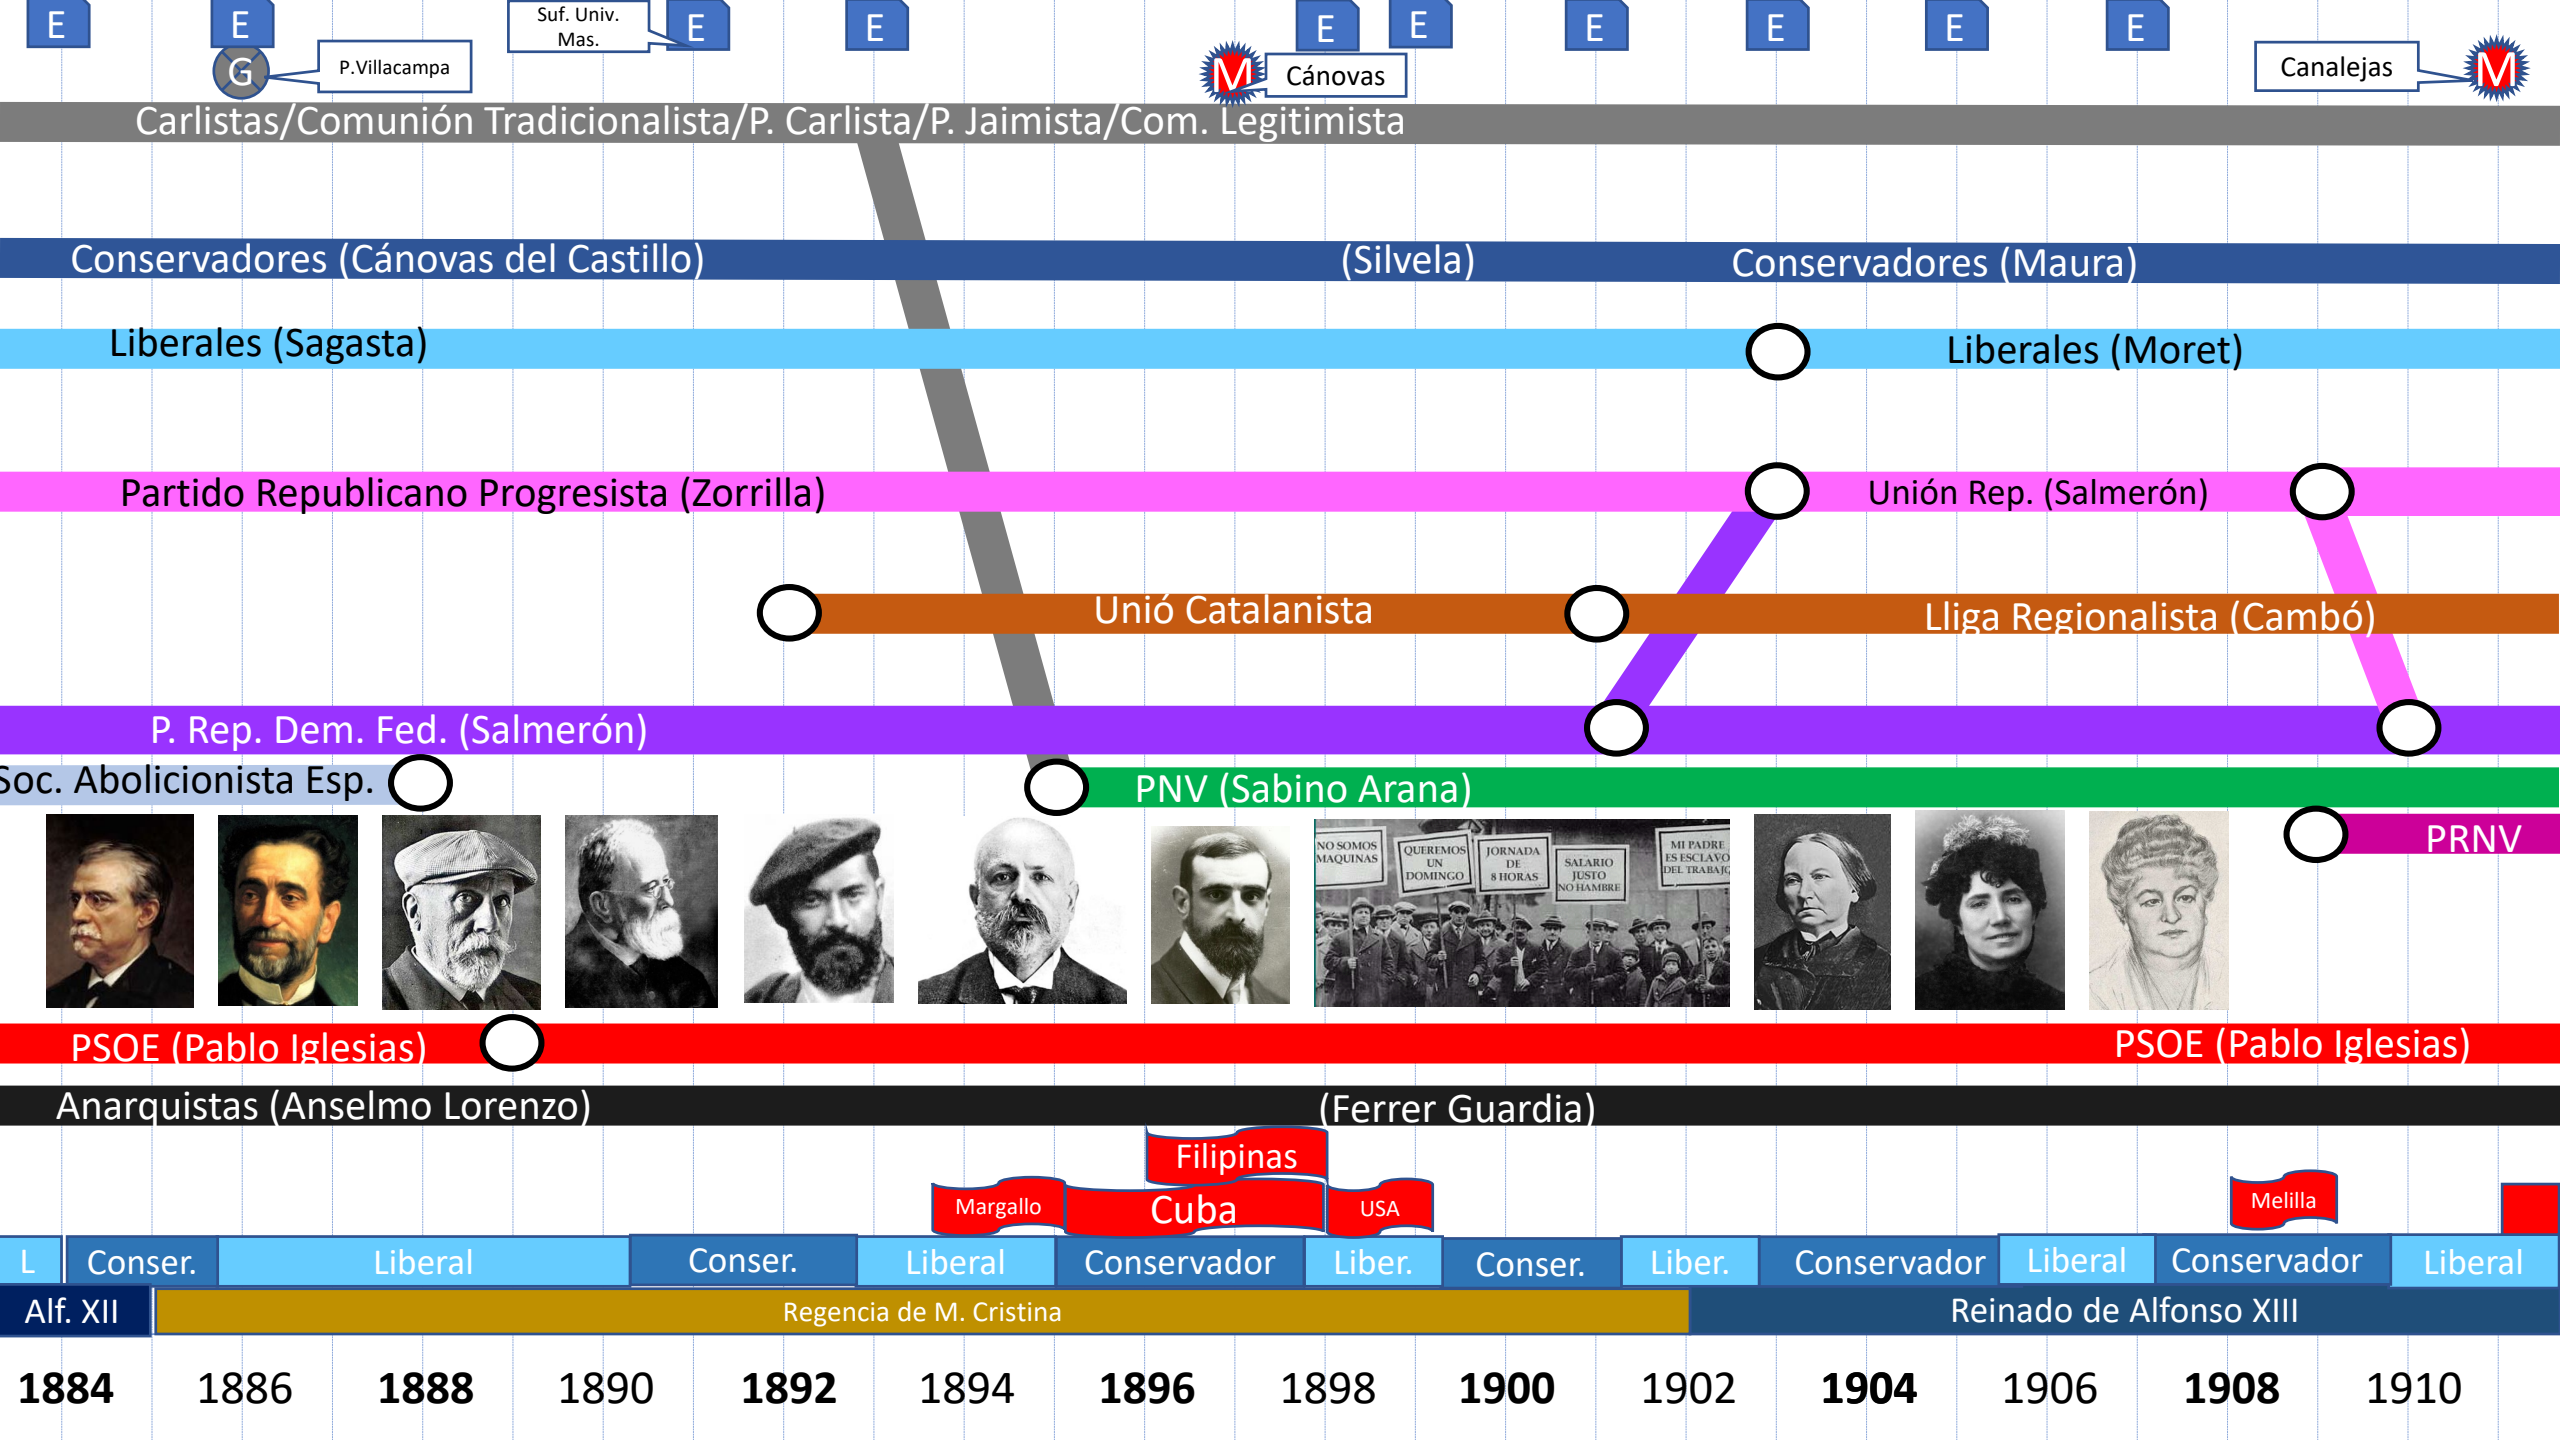 E E E E E E E E E E
Suf. Univ.
Mas.
G
P.Villacampa
M
Cánovas
Canalejas
M
Carlistas/Comunión Tradicionalista/P. Carlista/P. Jaimista/Com. Legitimista
Conservadores (Cánovas del Castillo) (Silvela) Conservadores (Maura)
Liberales (Sagasta) Liberales (Moret)
Partido Republicano Progresista (Zorrilla) Unión Rep. (Salmerón)
Unió Catalanista Lliga Regionalista (Cambó)
P. Rep. Dem. Fed. (Salmerón)
Soc. Abolicionista Esp.
PNV (Sabino Arana)
PRNV
NO SOMOS
MAQUINAS
QUEREMOS
UN
DOMINGO
JORNADA
DE
8 HORAS
SALARIO
JUSTO
NO HAMBRE
MI PADRE
ES ESCLAVO
DEL TRABAJO
PSOE (Pablo Iglesias) PSOE (Pablo Iglesias)
Anarquistas (Anselmo Lorenzo) (Ferrer Guardia)
Filipinas
Margallo Cuba USA Melilla
L Conser. Liberal Conser. Liberal Conservador Liber. Conser. Liber. Conservador Liberal Conservador Liberal
Alf. XII Regencia de M. Cristina Reinado de Alfonso XIII
1884 1886 1888 1890 1892 1894 1896 1898 1900 1902 1904 1906 1908 1910